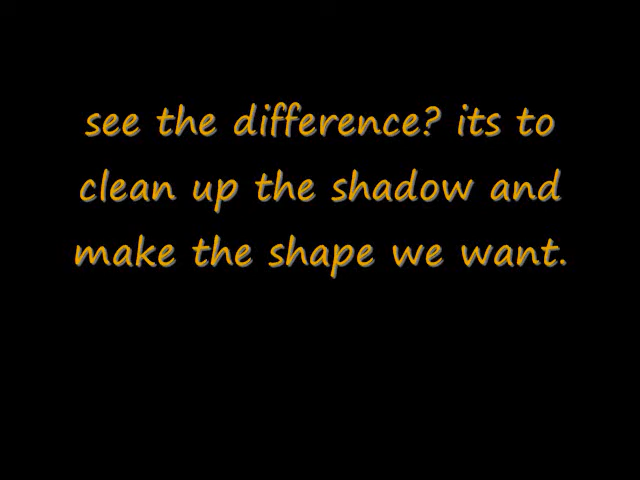 see the difference? its to
clean up the shadow and
make the shape we want.